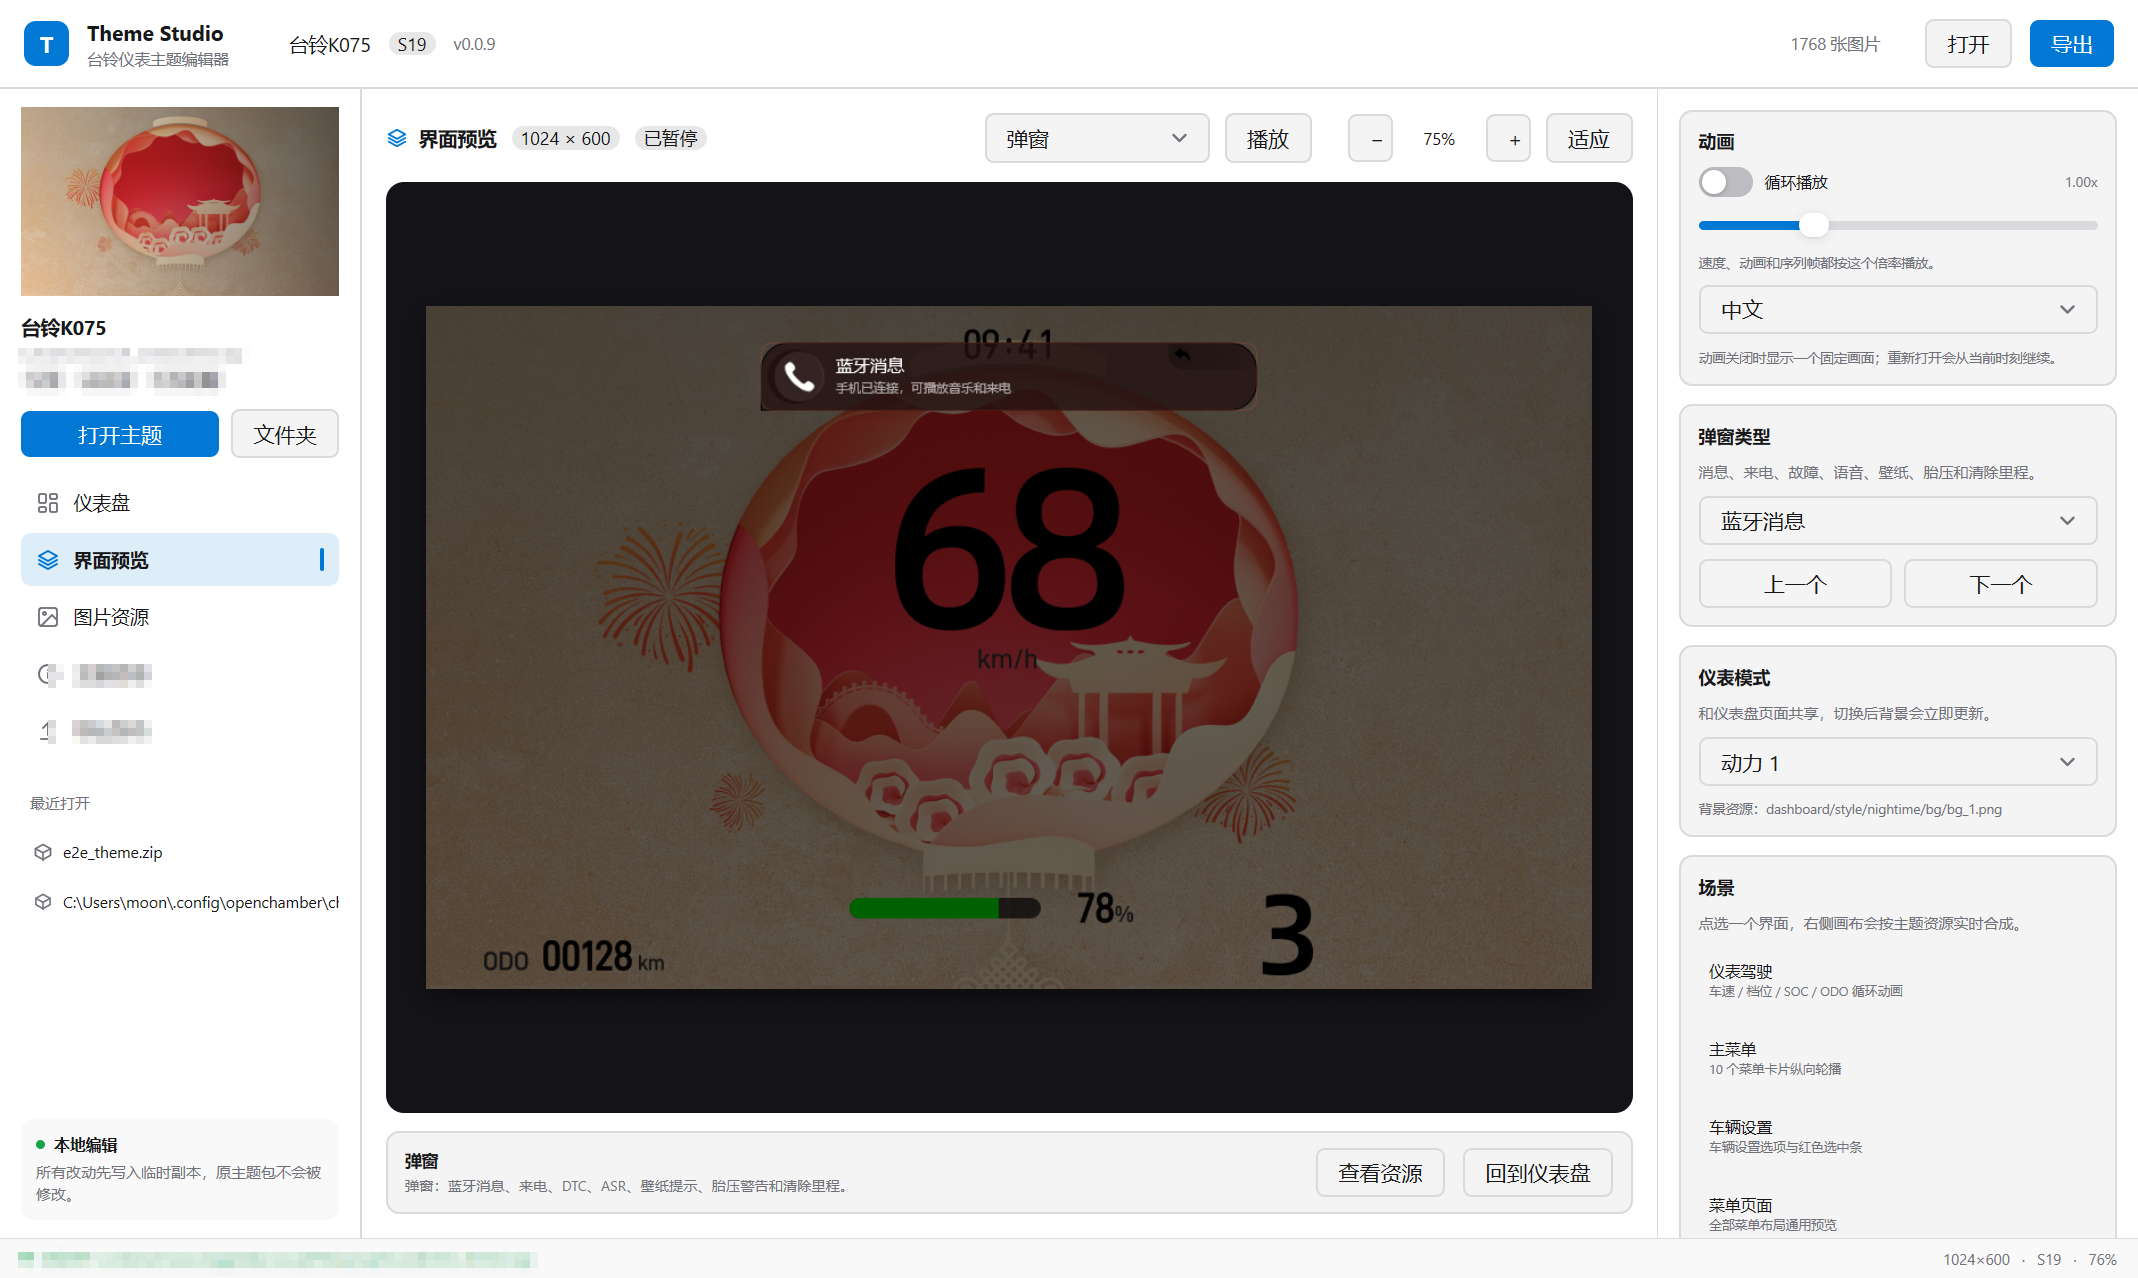 T
Theme Studio
台铃仪表主题编辑器
台铃K075 S19 v0.0.9
1768 张图片 打开 导出
台铃K075
打开主题 文件夹
仪表盘
界面预览
图片资源
最近打开
e2e_theme.zip
C:\Users\moon\.config\openchamber\cl
本地编辑
所有改动先写入临时副本，原主题包不会被
修改。
界面预览 1024 × 600 已暂停 弹窗 播放 − 75% + 适应
09:41
蓝牙消息
手机已连接，可播放音乐和来电
68
km/h
78%
3
ODO 00128 km
弹窗
弹窗：蓝牙消息、来电、DTC、ASR、壁纸提示、胎压警告和清除里程。
查看资源 回到仪表盘
动画
循环播放 1.00x
速度、动画和序列帧都按这个倍率播放。
中文
动画关闭时显示一个固定画面；重新打开会从当前时刻继续。
弹窗类型
消息、来电、故障、语音、壁纸、胎压和清除里程。
蓝牙消息
上一个 下一个
仪表模式
和仪表盘页面共享，切换后背景会立即更新。
动力 1
背景资源：dashboard/style/nightime/bg/bg_1.png
场景
点选一个界面，右侧画布会按主题资源实时合成。
仪表驾驶
车速 / 档位 / SOC / ODO 循环动画
主菜单
10 个菜单卡片纵向轮播
车辆设置
车辆设置选项与红色选中条
菜单页面
全部菜单布局通用预览
1024×600 · S19 · 76%